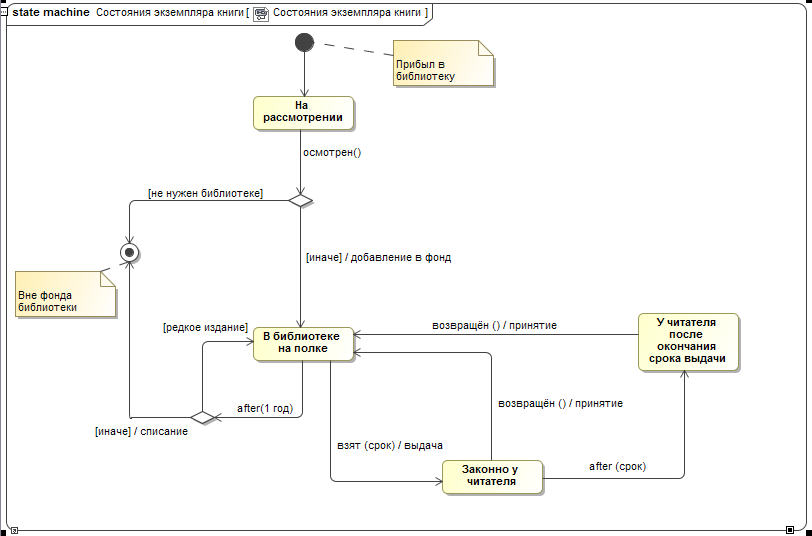 state machine Состояния экземпляра книги [ Состояния экземпляра книги ]
Прибыл в
библиотеку
На
рассмотрении
осмотрен()
[не нужен библиотеке]
[иначе] / добавление в фонд
Вне фонда
библиотеки
[редкое издание]
В библиотеке
на полке
возвращён () / принятие
У читателя
после
окончания
срока выдачи
after(1 год)
возвращён () / принятие
[иначе] / списание
взят (срок) / выдача
Законно у
читателя
after (срок)